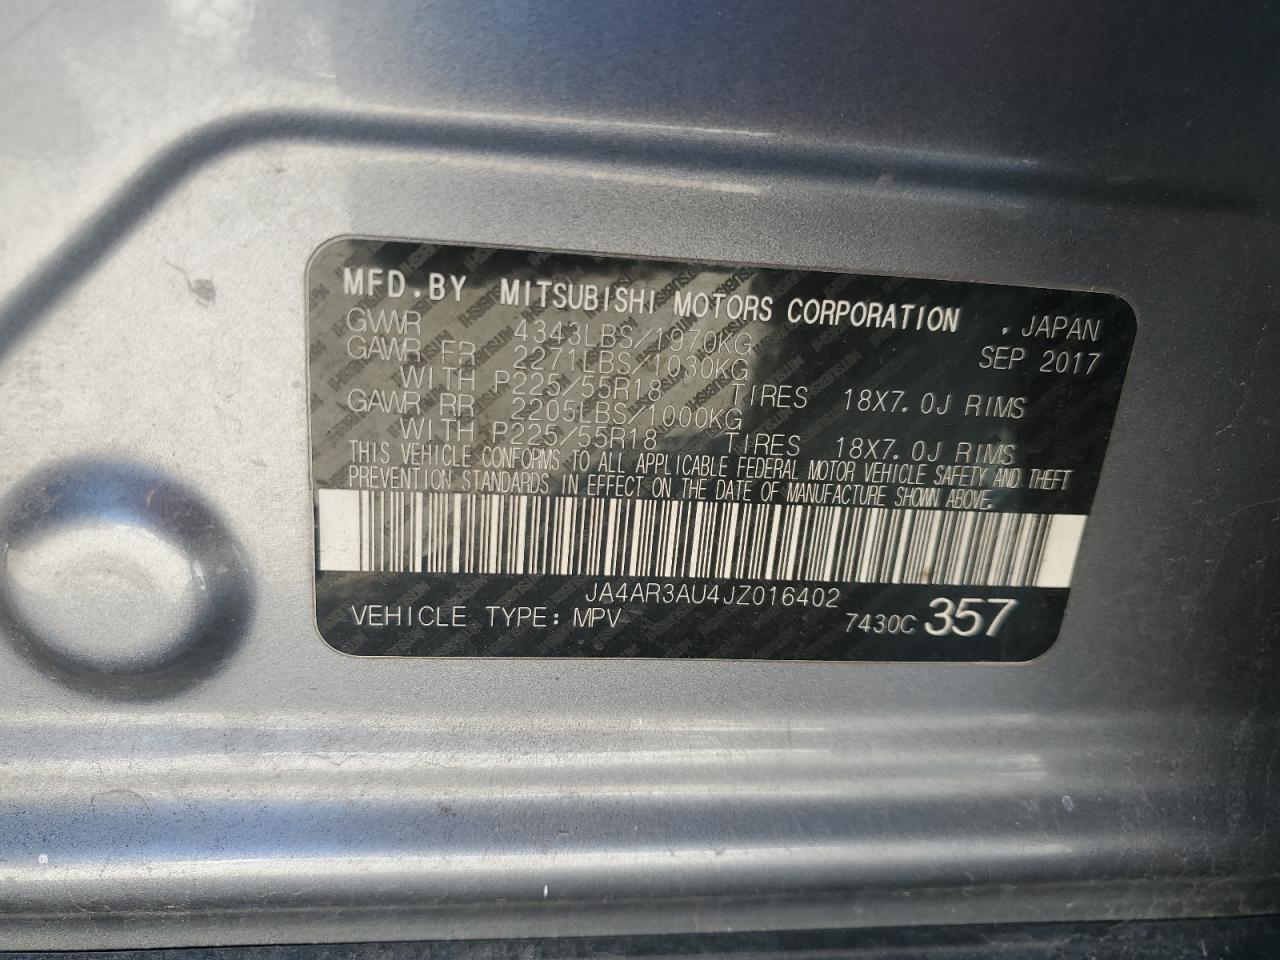 MFD.BY MITSUBISHI MOTORS CORPORATION , JAPAN
GVWR 4343LBS/1970KG SEP 2017
GAWR FR 2271LBS/1030KG
WITH P225/55R18 TIRES 18X7.0J RIMS
GAWR RR 2205LBS/1000KG
WITH P225/55R18 TIRES 18X7.0J RIMS
THIS VEHICLE CONFORMS TO ALL APPLICABLE FEDERAL MOTOR VEHICLE SAFETY AND THEFT
PREVENTION STANDARDS IN EFFECT ON THE DATE OF MANUFACTURE SHOWN ABOVE.
JA4AR3AU4JZ016402
VEHICLE TYPE: MPV 7430C 357